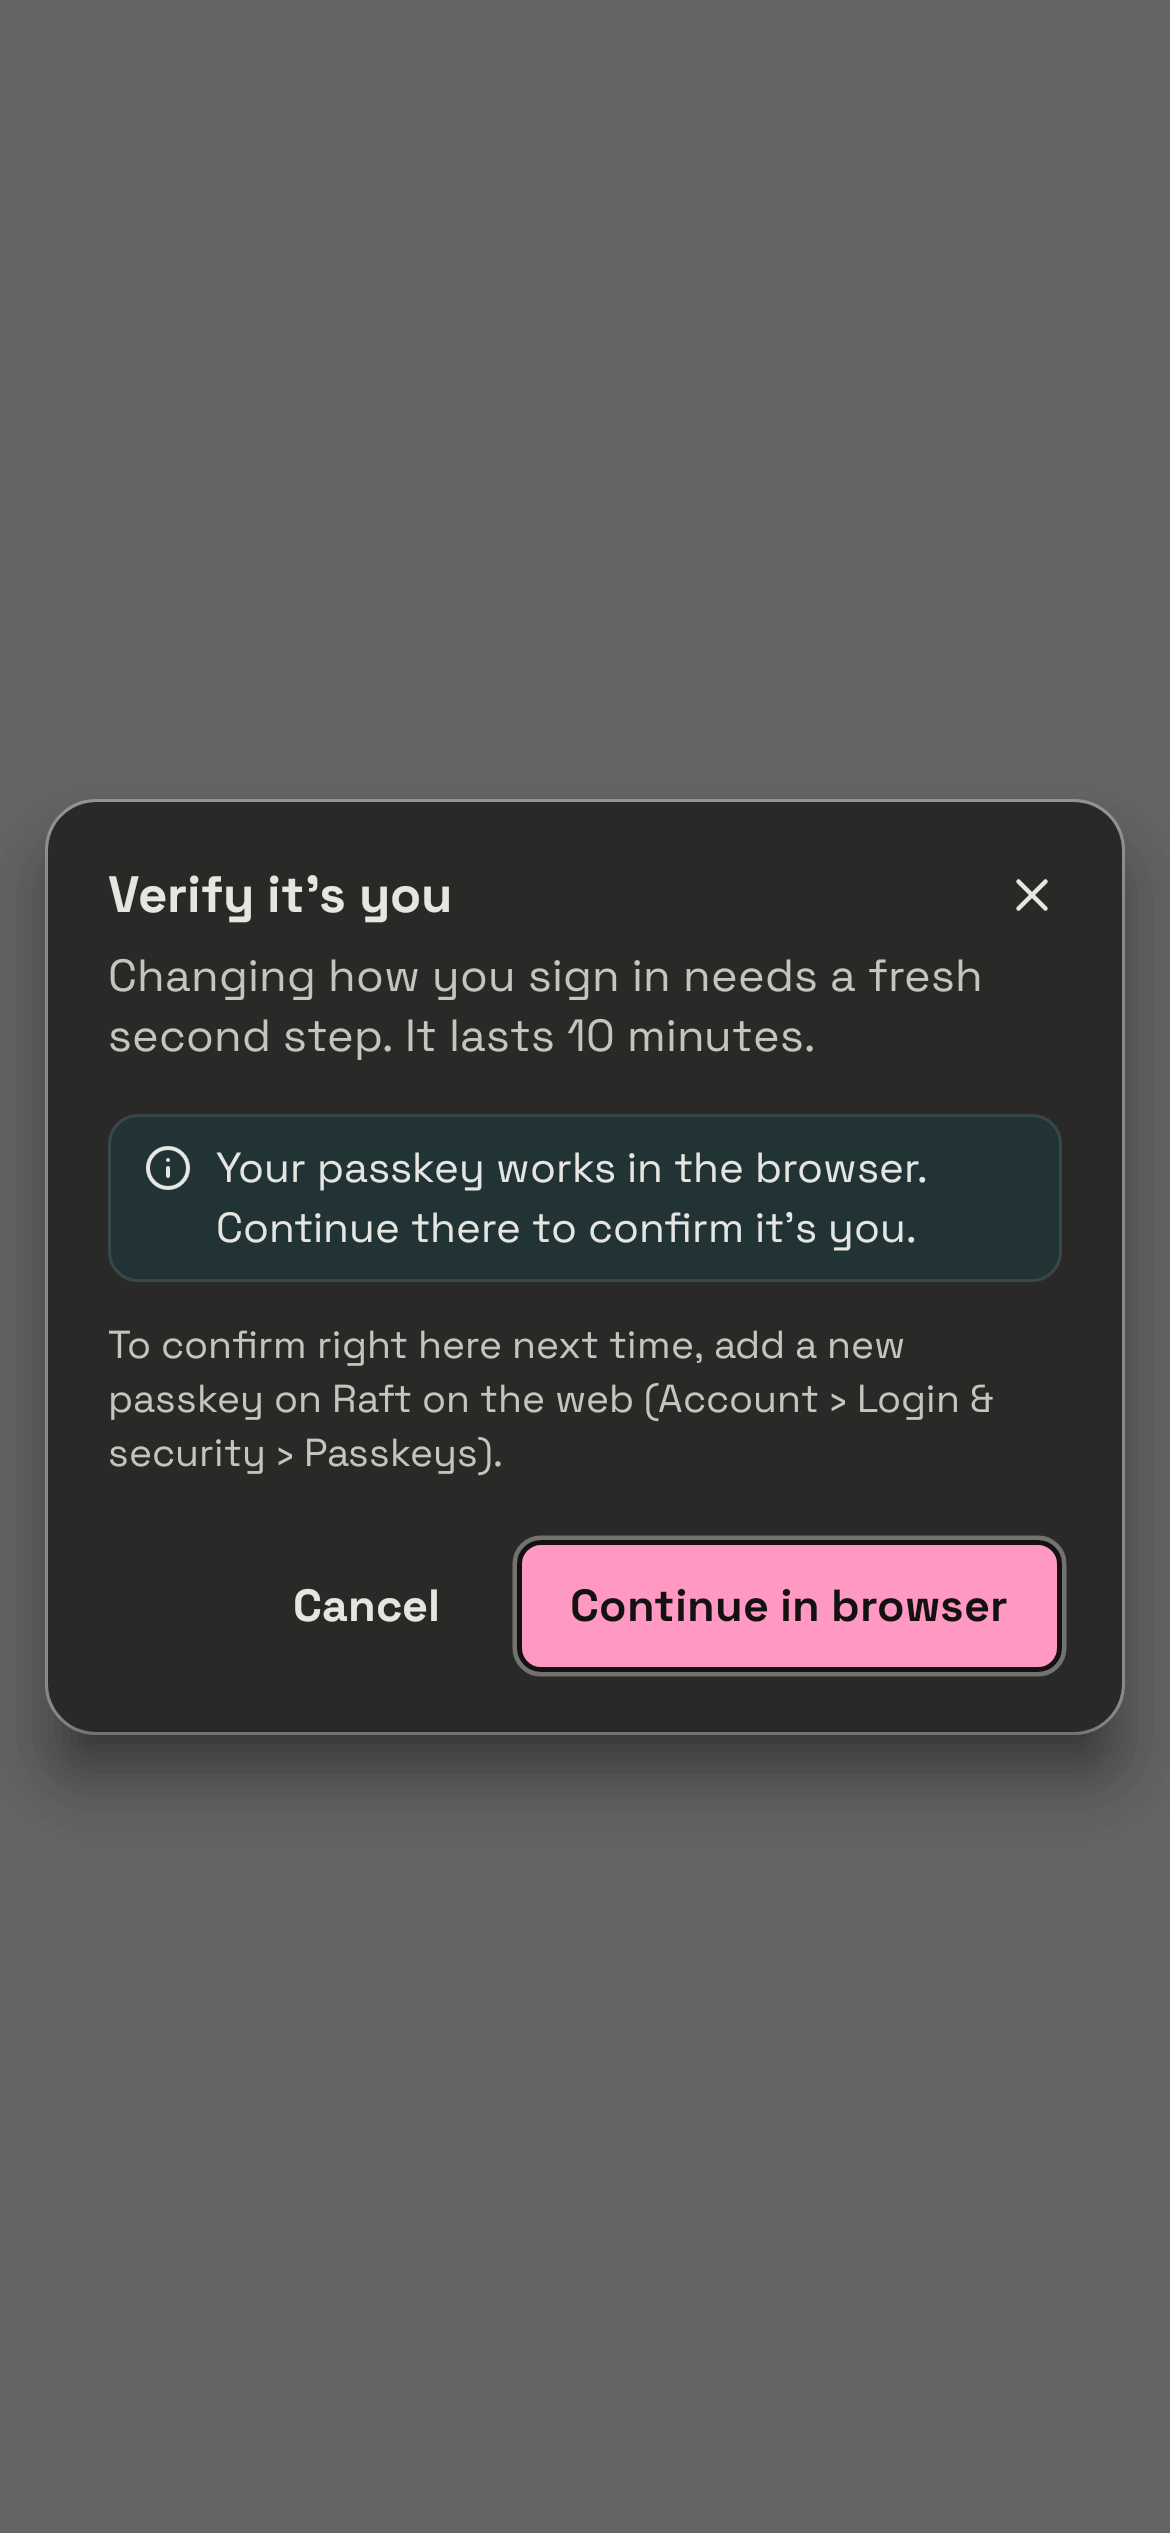 Verify it’s you
Changing how you sign in needs a fresh
second step. It lasts 10 minutes.
Your passkey works in the browser.
Continue there to confirm it’s you.
To confirm right here next time, add a new
passkey on Raft on the web (Account > Login &
security > Passkeys).
Cancel
Continue in browser